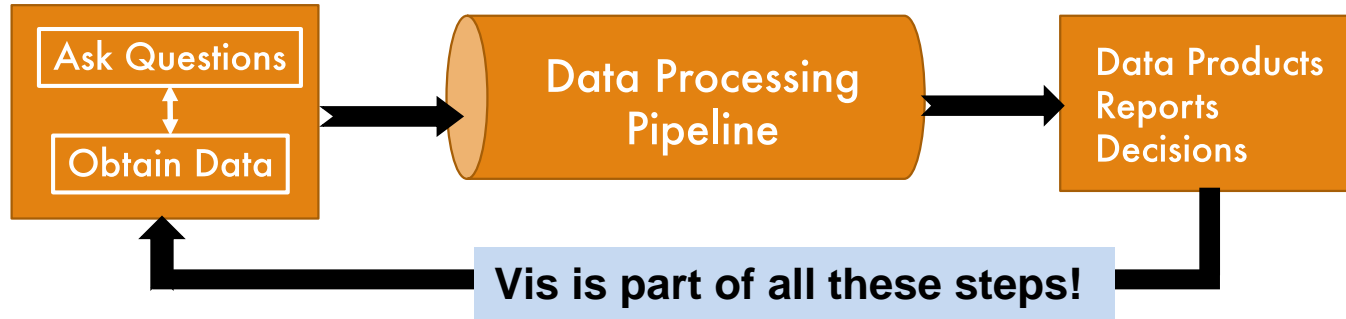 Ask Questions
Obtain Data
Data Processing
Pipeline
Data Products
Reports
Decisions
Vis is part of all these steps!